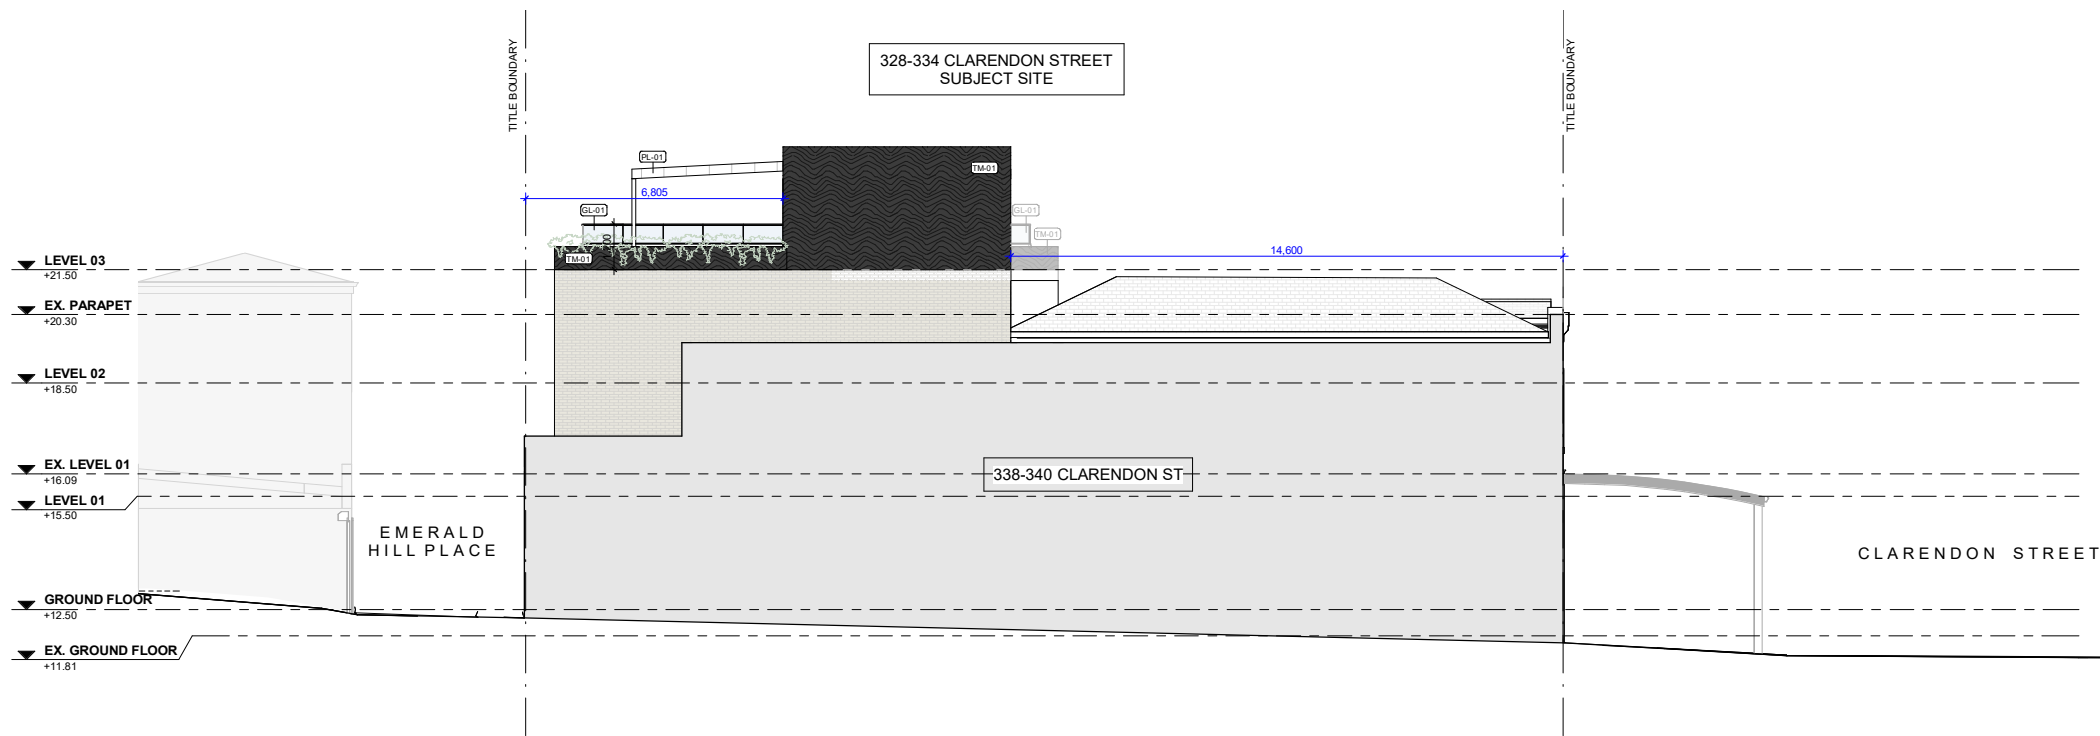 TITLE BOUNDARY
TITLE BOUNDARY
328-334 CLARENDON STREET
SUBJECT SITE
PL-01
TM-01
6,805
GL-01
GL-01
TM-01
TM-01
14,600
LEVEL 03
+21.50
EX. PARAPET
+20.30
LEVEL 02
+18.50
EX. LEVEL 01
+16.09
LEVEL 01
+15.50
338-340 CLARENDON ST
EMERALD
HILL PLACE
CLARENDON STREET
GROUND FLOOR
+12.50
EX. GROUND FLOOR
+11.81